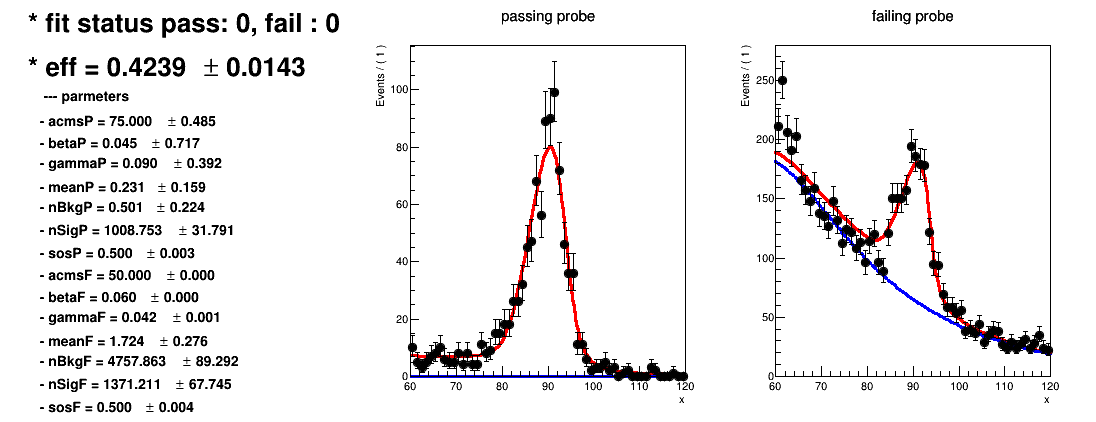 * fit status pass: 0, fail : 0
* eff = 0.4239 ± 0.0143
--- parmeters
- acmsP = 75.000 ± 0.485
- betaP = 0.045 ± 0.717
- gammaP = 0.090 ± 0.392
- meanP = 0.231 ± 0.159
- nBkgP = 0.501 ± 0.224
- nSigP = 1008.753 ± 31.791
- sosP = 0.500 ± 0.003
- acmsF = 50.000 ± 0.000
- betaF = 0.060 ± 0.000
- gammaF = 0.042 ± 0.001
- meanF = 1.724 ± 0.276
- nBkgF = 4757.863 ± 89.292
- nSigF = 1371.211 ± 67.745
- sosF = 0.500 ± 0.004
passing probe
Events / ( 1 )
100
80
60
40
20
0
60 70 80 90 100 110 120
x
failing probe
Events / ( 1 )
250
200
150
100
50
0
60 70 80 90 100 110 120
x